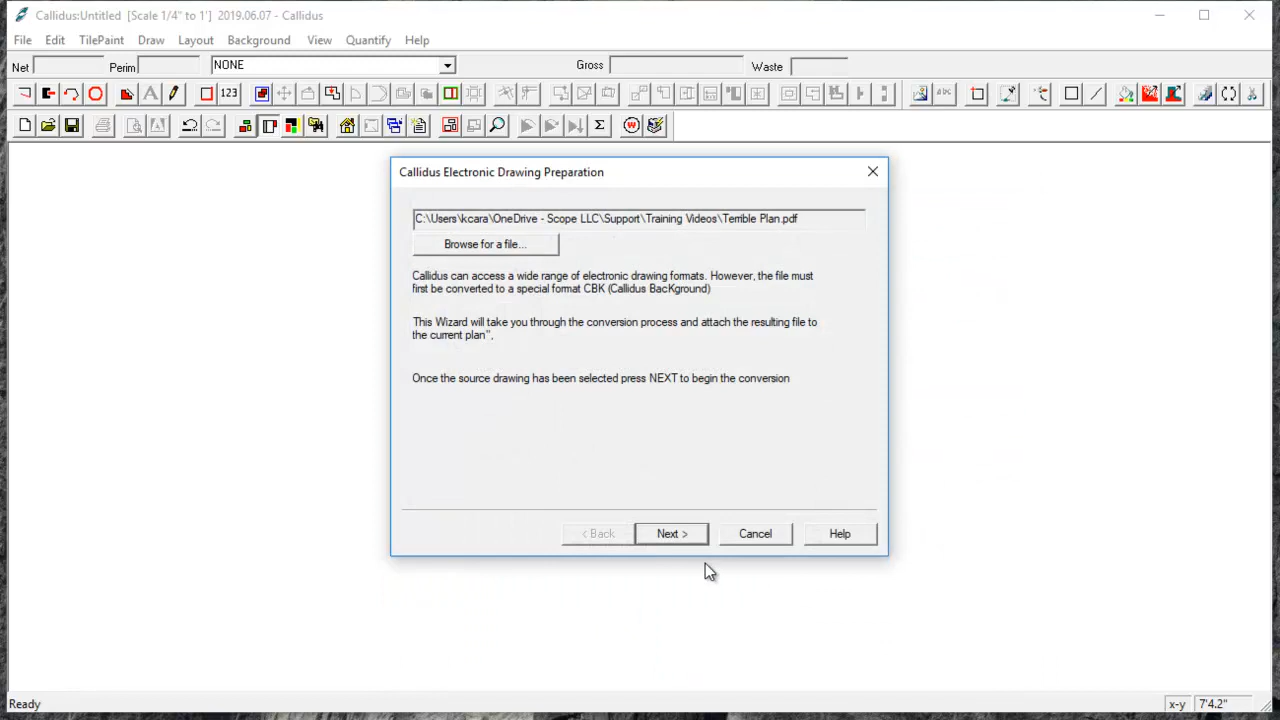 Callidus:Untitled [Scale 1/4" to 1'] 2019.06.07 - Callidus
File Edit TilePaint Draw Layout Background View Quantify Help
Net Perim NONE Gross Waste
123
Callidus Electronic Drawing Preparation
C:\Users\kcara\OneDrive - Scope LLC\Support\Training Videos\Terrible Plan.pdf
Browse for a file...
Callidus can access a wide range of electronic drawing formats. However, the file must
first be converted to a special format CBK (Callidus BacKground)
This Wizard will take you through the conversion process and attach the resulting file to
the current plan",
Once the source drawing has been selected press NEXT to begin the conversion
< Back Next > Cancel Help
Ready x-y 7'4.2"